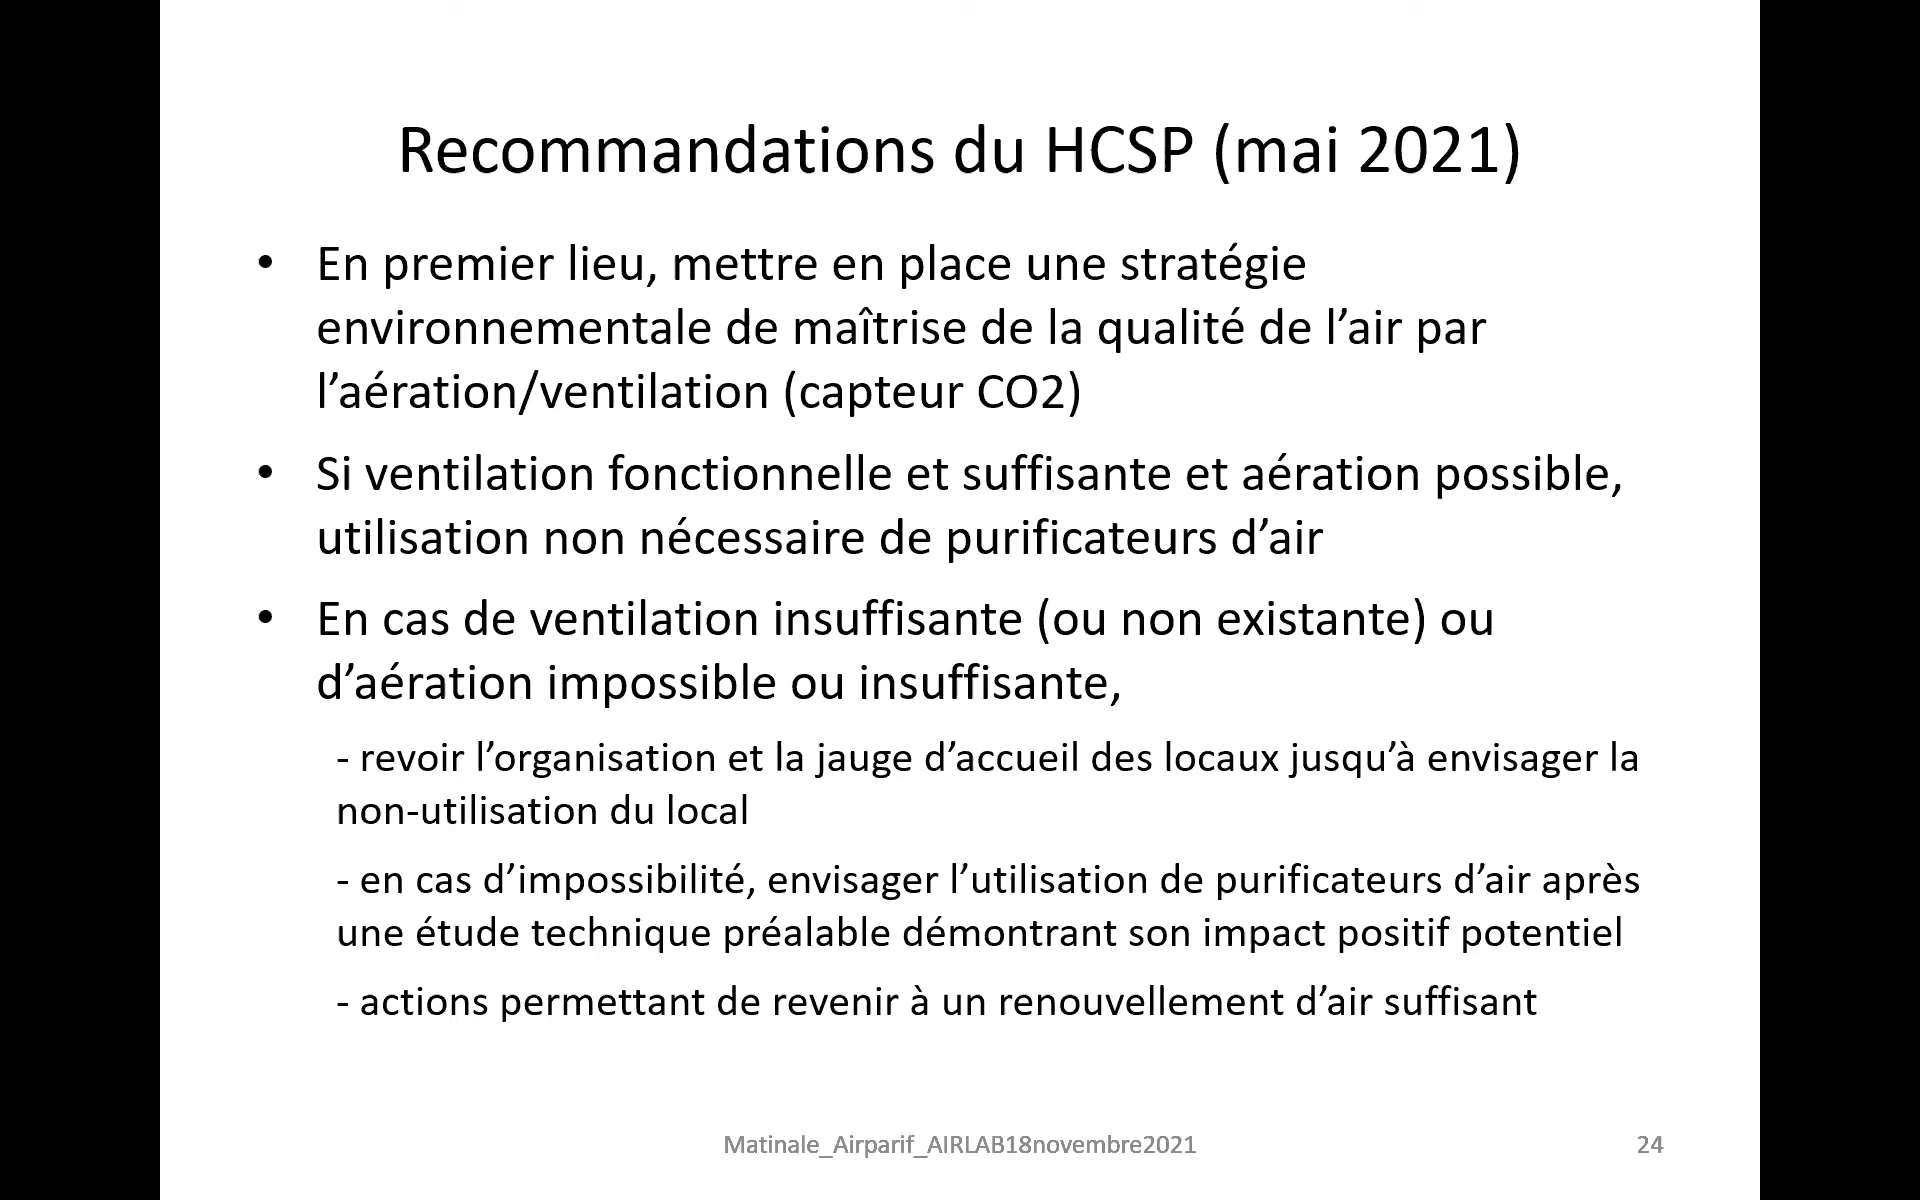 Recommandations du HCSP (mai 2021)
• En premier lieu, mettre en place une stratégie
environnementale de maîtrise de la qualité de l’air par
l’aération/ventilation (capteur CO2)
• Si ventilation fonctionnelle et suffisante et aération possible,
utilisation non nécessaire de purificateurs d’air
• En cas de ventilation insuffisante (ou non existante) ou
d’aération impossible ou insuffisante,
- revoir l’organisation et la jauge d’accueil des locaux jusqu’à envisager la
non-utilisation du local
- en cas d’impossibilité, envisager l’utilisation de purificateurs d’air après
une étude technique préalable démontrant son impact positif potentiel
- actions permettant de revenir à un renouvellement d’air suffisant
Matinale_Airparif_AIRLAB18novembre2021
24